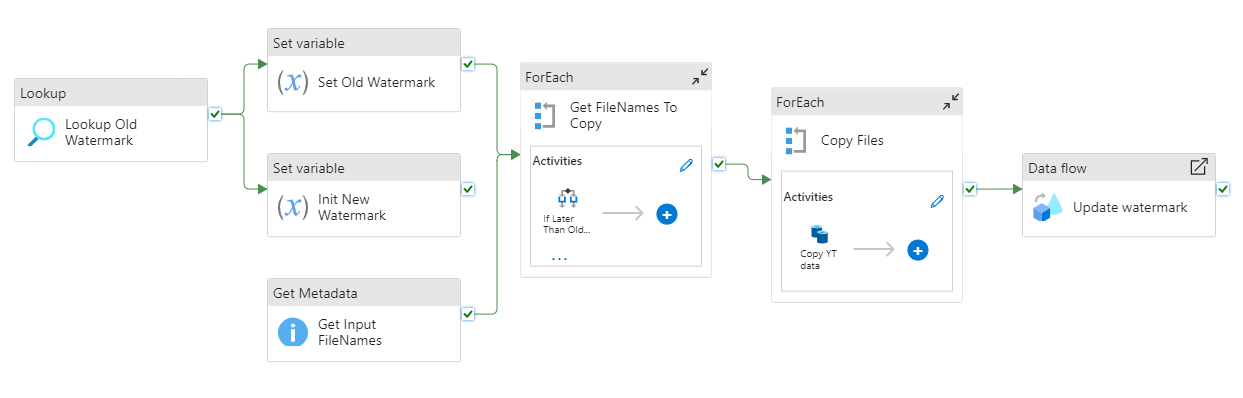 Lookup
Lookup Old
Watermark
Set variable
(x) Set Old Watermark
Set variable
(x) Init New
Watermark
Get Metadata
i
Get Input
FileNames
ForEach
Get FileNames To
Copy
Activities
If Later
Than Old...
...
ForEach
Copy Files
Activities
Copy YT
data
Data flow
Update watermark